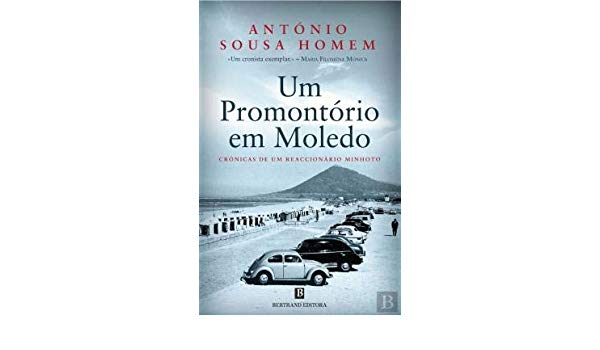 ANTÓNIO
SOUSA HOMEM
«Um cronista exemplar.» – Maria Filomena Mónica
Um
Promontório
em Moledo
CRÓNICAS DE UM REACCIONÁRIO MINHOTO
B
BERTRAND EDITORA
B